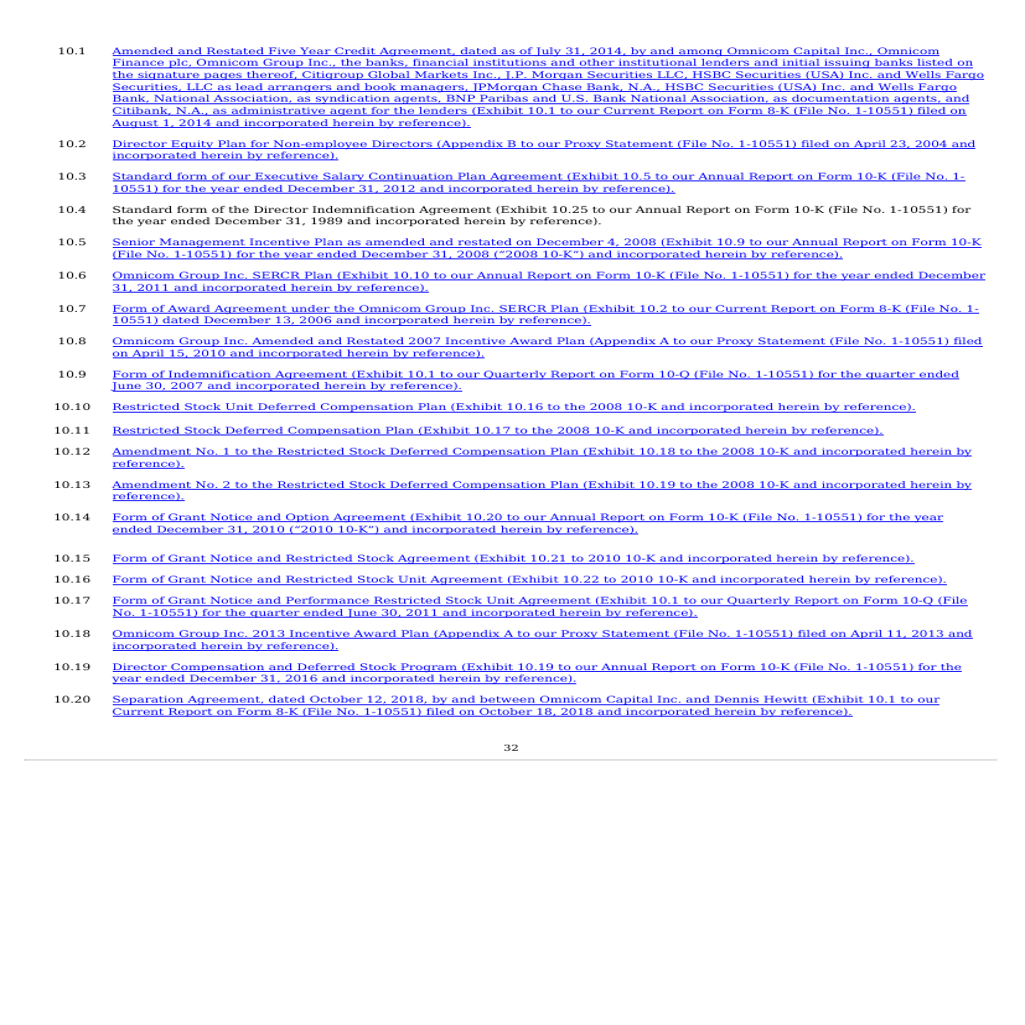 10.1 Amended and Restated Five Year Credit Agreement, dated as of July 31, 2014, by and among Omnicom Capital Inc., Omnicom
Finance plc, Omnicom Group Inc., the banks, financial institutions and other institutional lenders and initial issuing banks listed on
the signature pages thereof, Citigroup Global Markets Inc., J.P. Morgan Securities LLC, HSBC Securities (USA) Inc. and Wells Fargo
Securities, LLC as lead arrangers and book managers, JPMorgan Chase Bank, N.A., HSBC Securities (USA) Inc. and Wells Fargo
Bank, National Association, as syndication agents, BNP Paribas and U.S. Bank National Association, as documentation agents, and
Citibank, N.A., as administrative agent for the lenders (Exhibit 10.1 to our Current Report on Form 8-K (File No. 1-10551) filed on
August 1, 2014 and incorporated herein by reference).
10.2 Director Equity Plan for Non-employee Directors (Appendix B to our Proxy Statement (File No. 1-10551) filed on April 23, 2004 and
incorporated herein by reference).
10.3 Standard form of our Executive Salary Continuation Plan Agreement (Exhibit 10.5 to our Annual Report on Form 10-K (File No. 1-
10551) for the year ended December 31, 2012 and incorporated herein by reference).
10.4 Standard form of the Director Indemnification Agreement (Exhibit 10.25 to our Annual Report on Form 10-K (File No. 1-10551) for
the year ended December 31, 1989 and incorporated herein by reference).
10.5 Senior Management Incentive Plan as amended and restated on December 4, 2008 (Exhibit 10.9 to our Annual Report on Form 10-K
(File No. 1-10551) for the year ended December 31, 2008 (“2008 10-K”) and incorporated herein by reference).
10.6 Omnicom Group Inc. SERCR Plan (Exhibit 10.10 to our Annual Report on Form 10-K (File No. 1-10551) for the year ended December
31, 2011 and incorporated herein by reference).
10.7 Form of Award Agreement under the Omnicom Group Inc. SERCR Plan (Exhibit 10.2 to our Current Report on Form 8-K (File No. 1-
10551) dated December 13, 2006 and incorporated herein by reference).
10.8 Omnicom Group Inc. Amended and Restated 2007 Incentive Award Plan (Appendix A to our Proxy Statement (File No. 1-10551) filed
on April 15, 2010 and incorporated herein by reference).
10.9 Form of Indemnification Agreement (Exhibit 10.1 to our Quarterly Report on Form 10-Q (File No. 1-10551) for the quarter ended
June 30, 2007 and incorporated herein by reference).
10.10 Restricted Stock Unit Deferred Compensation Plan (Exhibit 10.16 to the 2008 10-K and incorporated herein by reference).
10.11 Restricted Stock Deferred Compensation Plan (Exhibit 10.17 to the 2008 10-K and incorporated herein by reference).
10.12 Amendment No. 1 to the Restricted Stock Deferred Compensation Plan (Exhibit 10.18 to the 2008 10-K and incorporated herein by
reference).
10.13 Amendment No. 2 to the Restricted Stock Deferred Compensation Plan (Exhibit 10.19 to the 2008 10-K and incorporated herein by
reference).
10.14 Form of Grant Notice and Option Agreement (Exhibit 10.20 to our Annual Report on Form 10-K (File No. 1-10551) for the year
ended December 31, 2010 (“2010 10-K”) and incorporated herein by reference).
10.15 Form of Grant Notice and Restricted Stock Agreement (Exhibit 10.21 to 2010 10-K and incorporated herein by reference).
10.16 Form of Grant Notice and Restricted Stock Unit Agreement (Exhibit 10.22 to 2010 10-K and incorporated herein by reference).
10.17 Form of Grant Notice and Performance Restricted Stock Unit Agreement (Exhibit 10.1 to our Quarterly Report on Form 10-Q (File
No. 1-10551) for the quarter ended June 30, 2011 and incorporated herein by reference).
10.18 Omnicom Group Inc. 2013 Incentive Award Plan (Appendix A to our Proxy Statement (File No. 1-10551) filed on April 11, 2013 and
incorporated herein by reference).
10.19 Director Compensation and Deferred Stock Program (Exhibit 10.19 to our Annual Report on Form 10-K (File No. 1-10551) for the
year ended December 31, 2016 and incorporated herein by reference).
10.20 Separation Agreement, dated October 12, 2018, by and between Omnicom Capital Inc. and Dennis Hewitt (Exhibit 10.1 to our
Current Report on Form 8-K (File No. 1-10551) filed on October 18, 2018 and incorporated herein by reference).
32